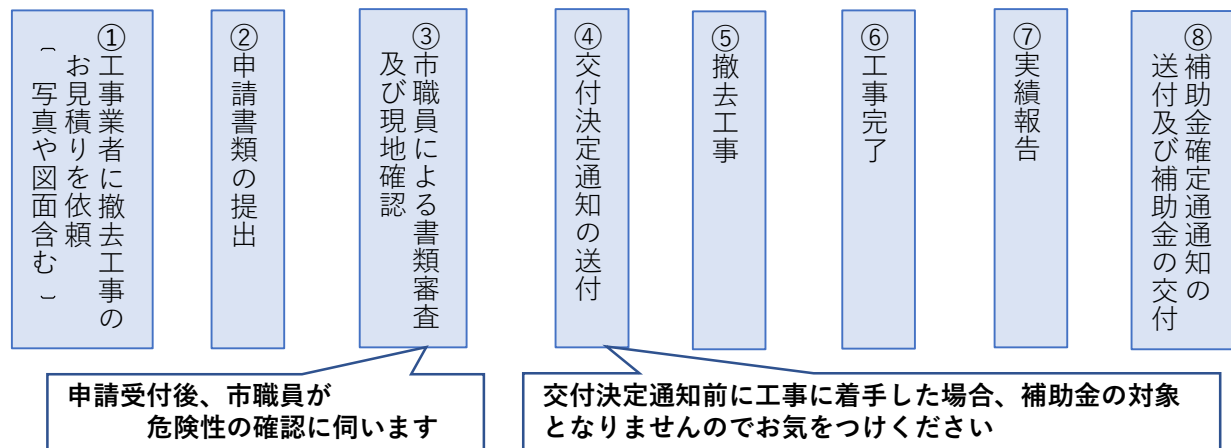 ①工事業者に撤去工事の
お見積りを依頼
〔写真や図面含む〕
②申請書類の提出
③市職員による書類審査
及び現地確認
④交付決定通知の送付
⑤撤去工事
⑥工事完了
⑦実績報告
⑧補助金確定通知の
送付及び補助金の交付
申請受付後、市職員が
危険性の確認に伺います
交付決定通知前に工事に着手した場合、補助金の対象
となりませんのでお気をつけください